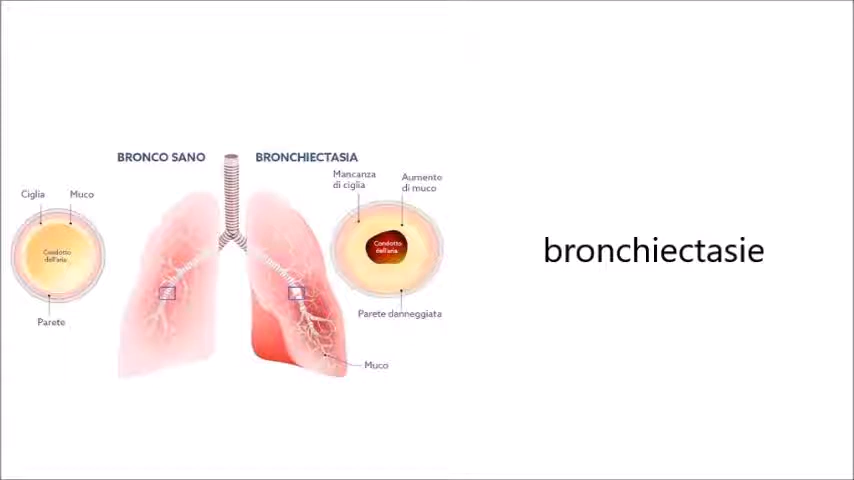 BRONCO SANO
BRONCHIECTASIA
Ciglia
Muco
Condotto
dell'aria
Parete
Mancanza
di ciglia
Aumento
di muco
Condotto
dell'aria
Parete danneggiata
Muco
bronchiectasie